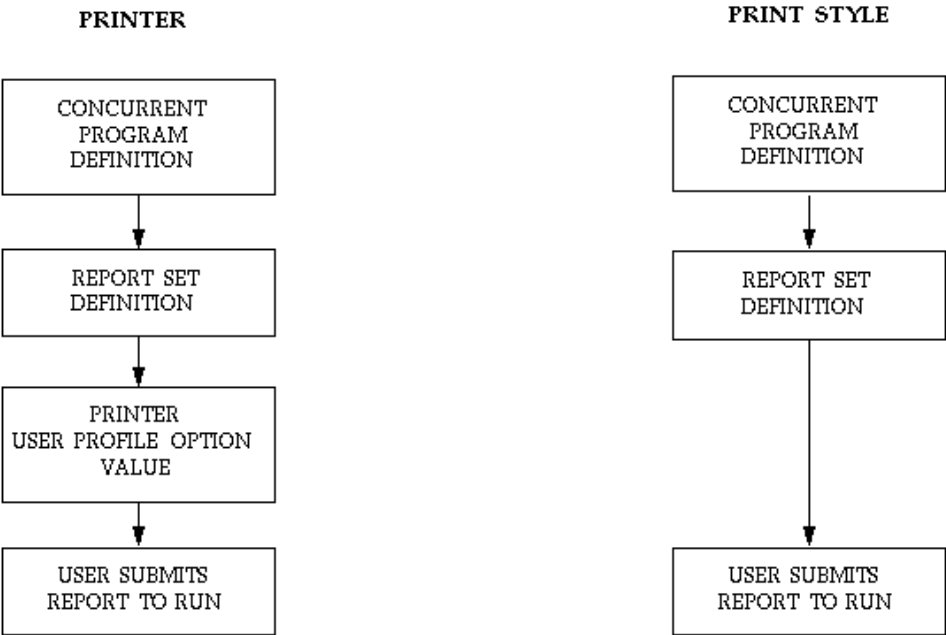 PRINTER
CONCURRENT
PROGRAM
DEFINITION
REPORT SET
DEFINITION
PRINTER
USER PROFILE OPTION
VALUE
USER SUBMITS
REPORT TO RUN
PRINT STYLE
CONCURRENT
PROGRAM
DEFINITION
REPORT SET
DEFINITION
USER SUBMITS
REPORT TO RUN